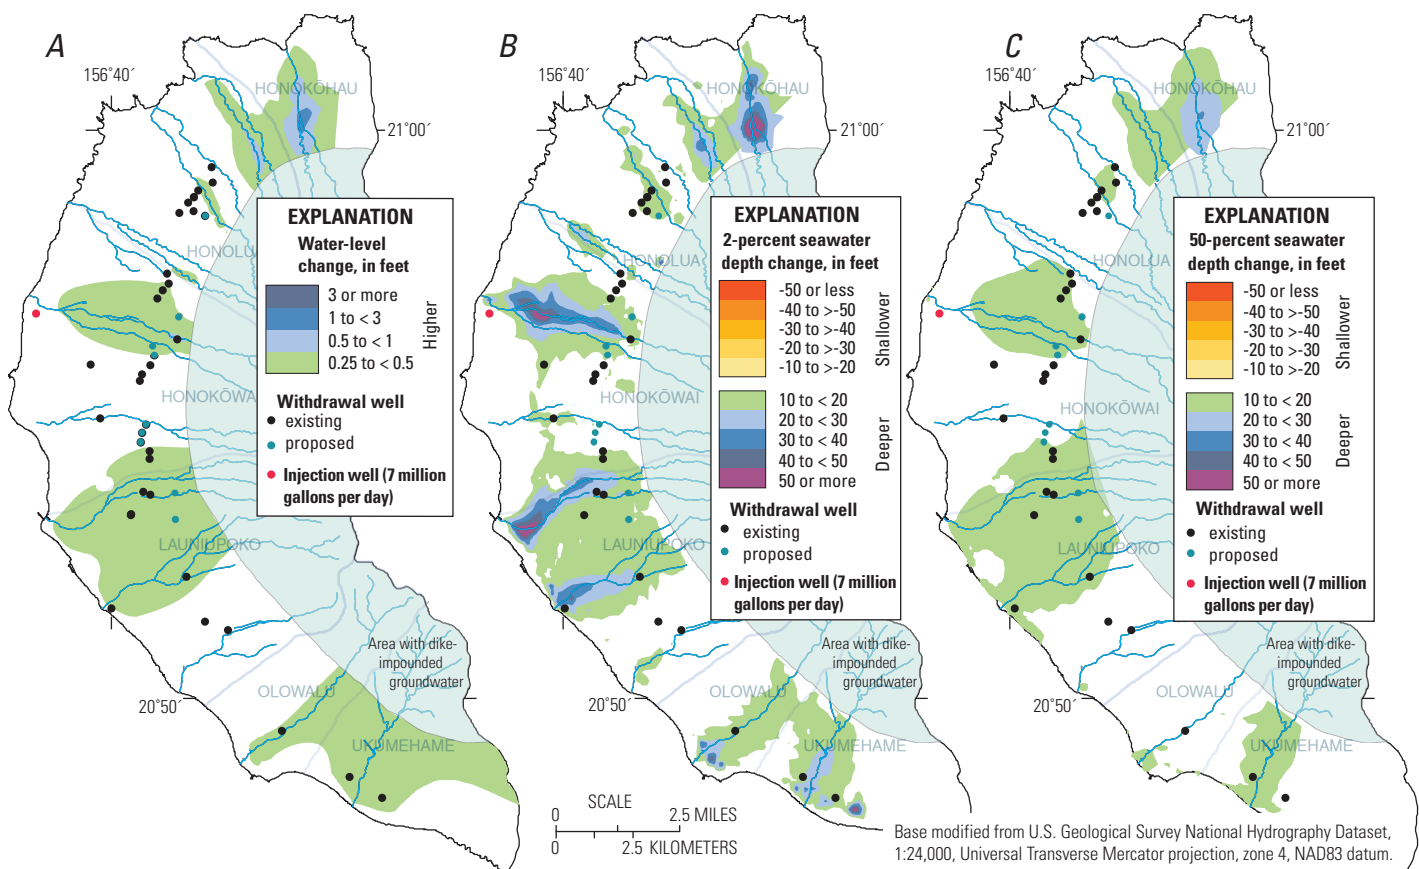 A
156°40´
HONOKŌHAU
21°00´
EXPLANATION
Water-level
change, in feet
3 or more
1 to < 3
0.5 to < 1
0.25 to < 0.5
Higher
Withdrawal well
existing
proposed
Injection well (7 million
gallons per day)
HONOLU
HONOKŌWA
LAUNIUPOKO
Area with dike-
impounded
groundwater
OLOWALU
20°50´
UKUMEHAME
B
156°40´
HONOKŌHAU
21°00´
EXPLANATION
2-percent seawater
depth change, in feet
-50 or less
-40 to >-50
-30 to >-40
-20 to >-30
-10 to >-20
Shallower
10 to < 20
20 to < 30
30 to < 40
40 to < 50
50 or more
Deeper
Withdrawal well
existing
proposed
Injection well (7 million
gallons per day)
HONOLUA
HONOKŌWAI
LAUNIUPOKO
Area with dike-
impounded
groundwater
OLOWALU
20°50´
UKUMEHAME
SCALE
0 2.5 MILES
0 2.5 KILOMETERS
C
156°40´
HONOKŌHAU
21°00´
EXPLANATION
50-percent seawater
depth change, in feet
-50 or less
-40 to >-50
-30 to >-40
-20 to >-30
-10 to >-20
Shallower
10 to < 20
20 to < 30
30 to < 40
40 to < 50
50 or more
Deeper
Withdrawal well
existing
proposed
Injection well (7 million
gallons per day)
HONOLUA
HONOKŌWAI
LAUNIUPOKO
Area with dike-
impounded
groundwater
OLOWALU
20°50´
UKUMEHAME
Base modified from U.S. Geological Survey National Hydrography Dataset,
1:24,000, Universal Transverse Mercator projection, zone 4, NAD83 datum.